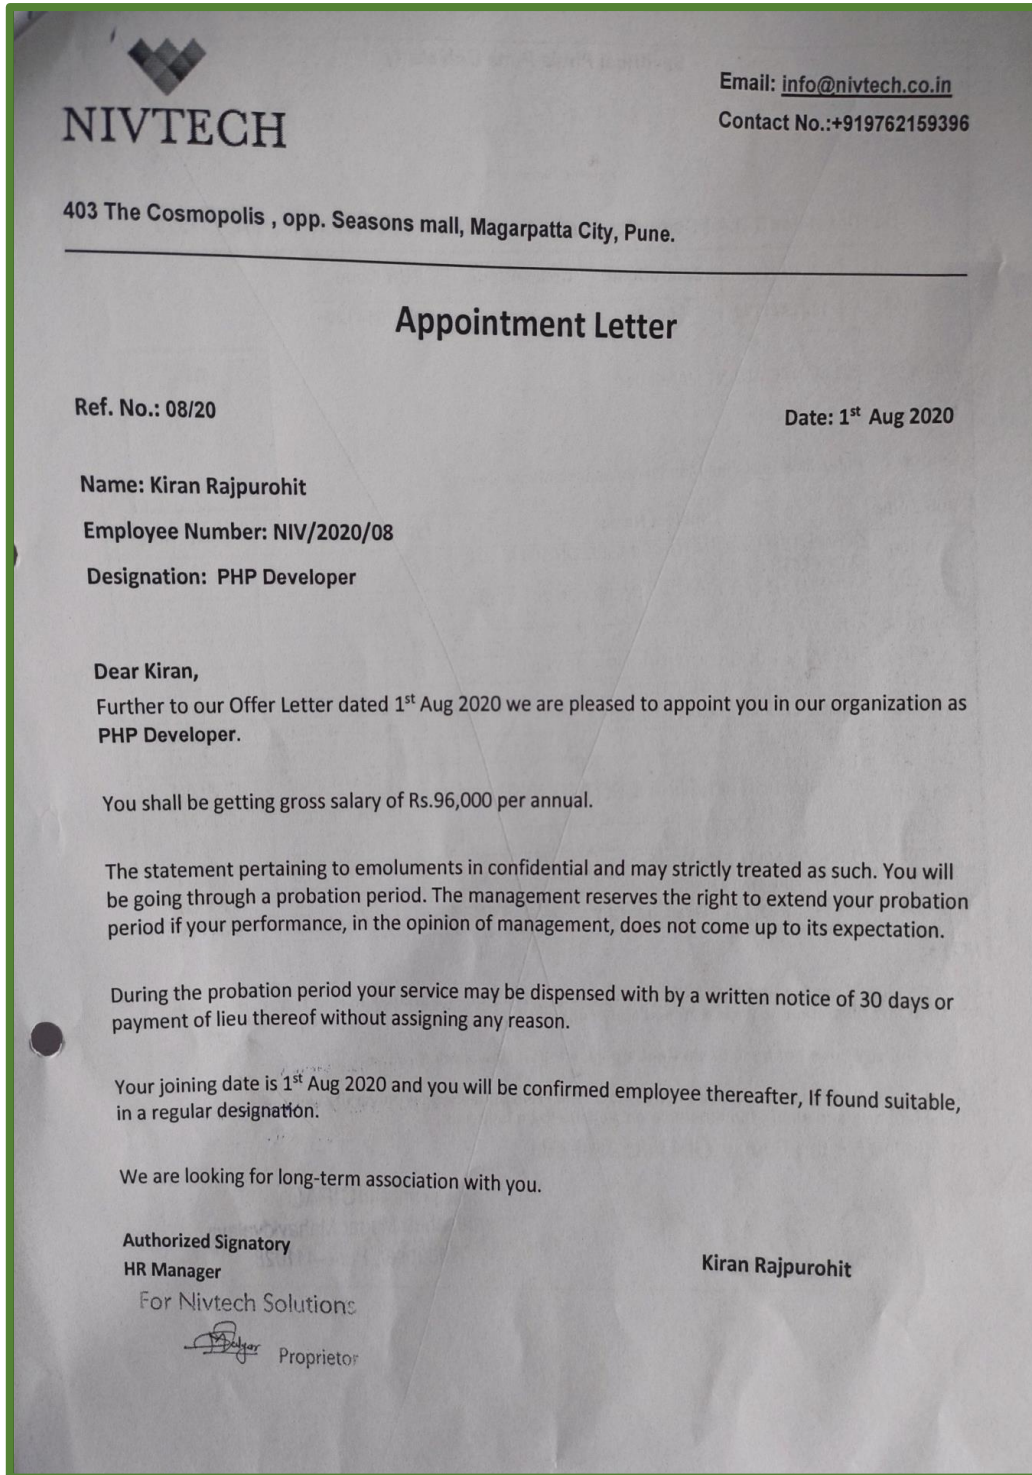 NIVTECH
Email: info@nivtech.co.in
Contact No.:+919762159396
403 The Cosmopolis , opp. Seasons mall, Magarpatta City, Pune.
Appointment Letter
Ref. No.: 08/20
Date: 1st Aug 2020
Name: Kiran Rajpurohit
Employee Number: NIV/2020/08
Designation: PHP Developer
Dear Kiran,
Further to our Offer Letter dated 1st Aug 2020 we are pleased to appoint you in our organization as
PHP Developer.
You shall be getting gross salary of Rs.96,000 per annual.
The statement pertaining to emoluments in confidential and may strictly treated as such. You will
be going through a probation period. The management reserves the right to extend your probation
period if your performance, in the opinion of management, does not come up to its expectation.
During the probation period your service may be dispensed with by a written notice of 30 days or
payment of lieu thereof without assigning any reason.
Your joining date is 1st Aug 2020 and you will be confirmed employee thereafter, If found suitable,
in a regular designation.
We are looking for long-term association with you.
Authorized Signatory
HR Manager
Kiran Rajpurohit
For Nivtech Solutions
Proprietor